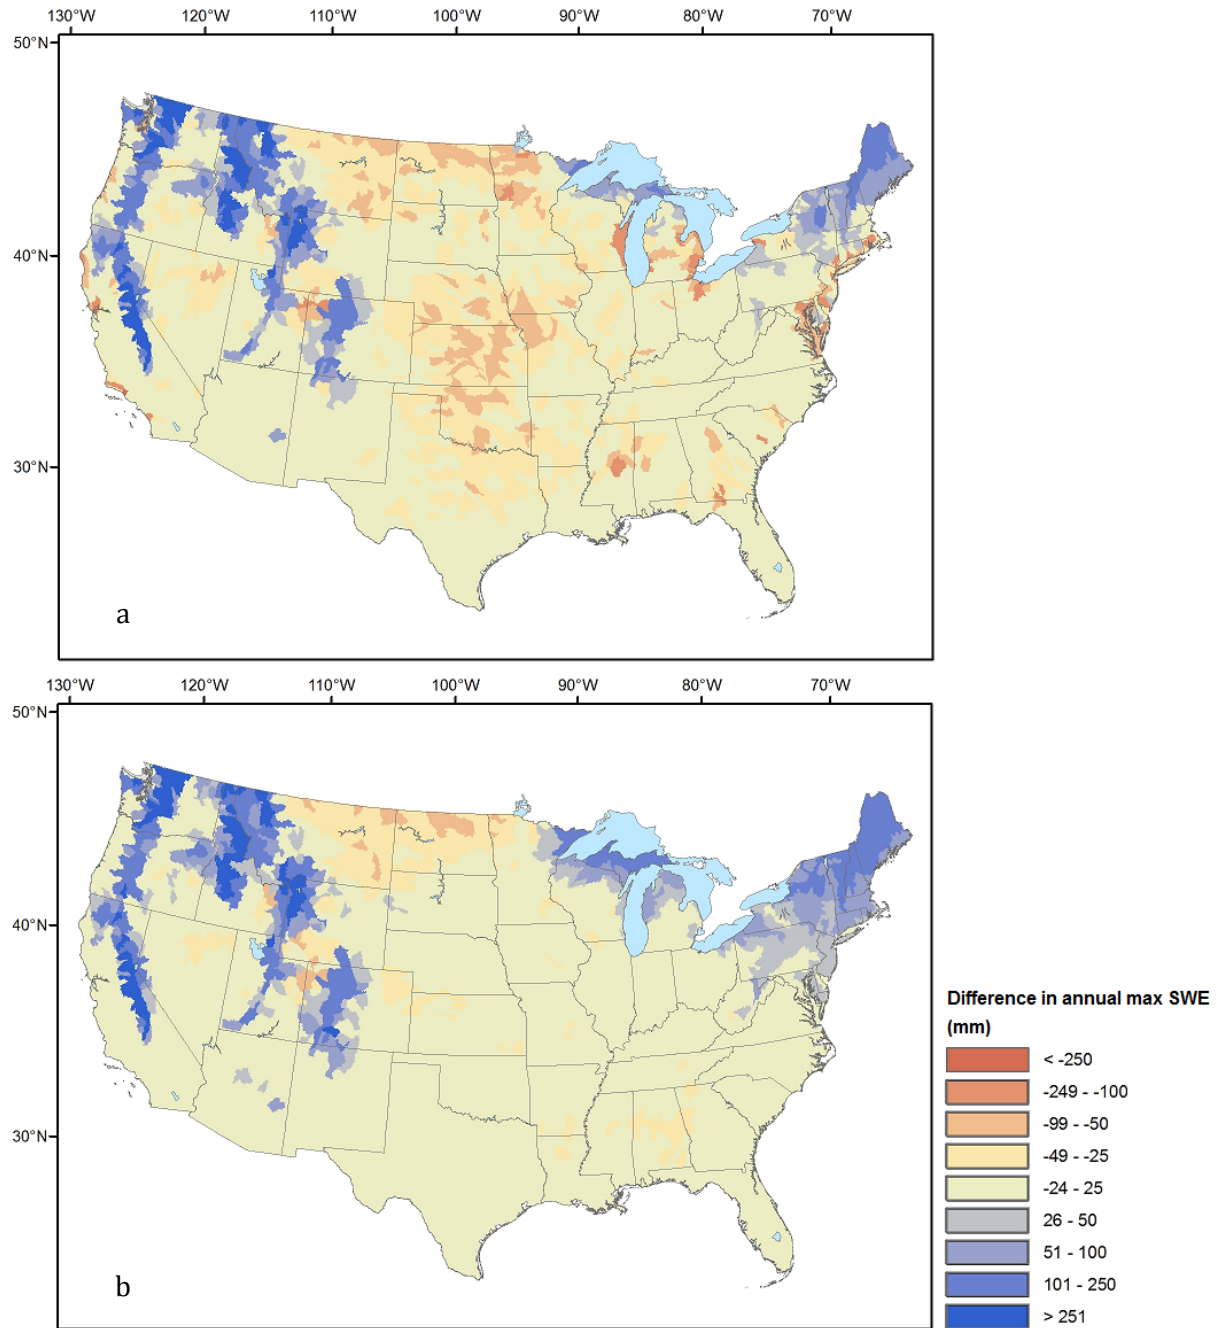 130°W 120°W 110°W 100°W 90°W 80°W 70°W
50°N
40°N
30°N
a
130°W 120°W 110°W 100°W 90°W 80°W 70°W
50°N
40°N
30°N
b
Difference in annual max SWE
(mm)
< -250
-249 - -100
-99 - -50
-49 - -25
-24 - 25
26 - 50
51 - 100
101 - 250
> 251